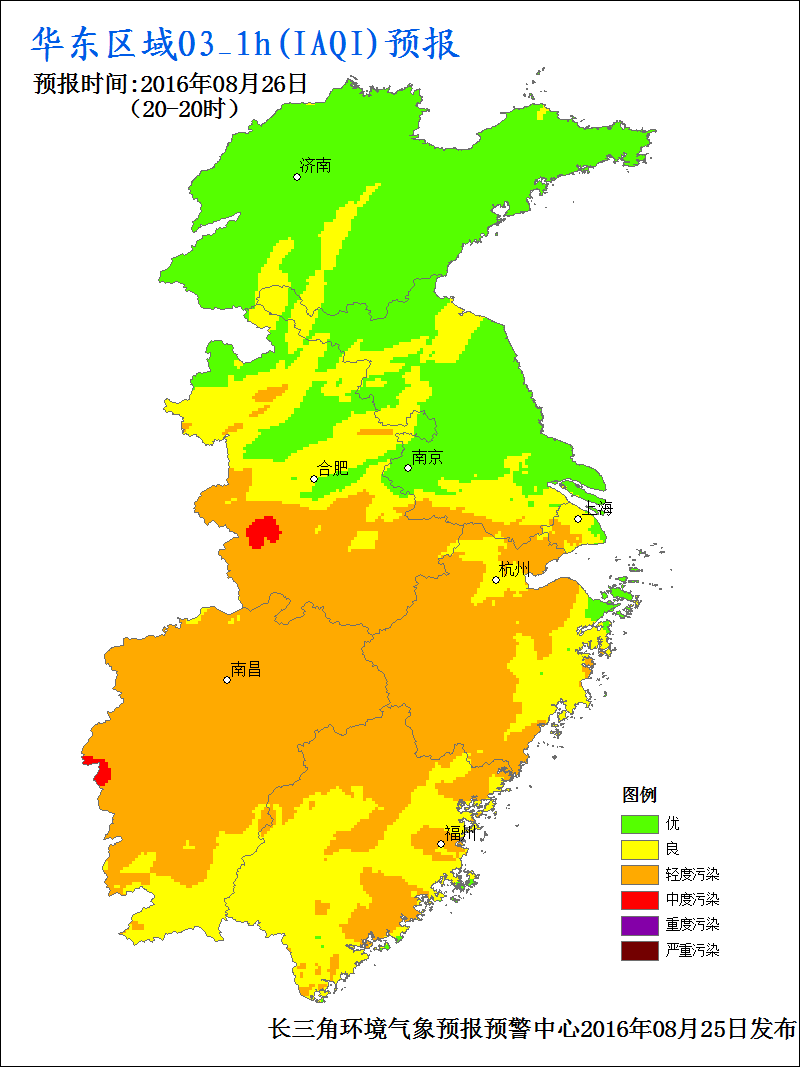 华东区域O3_1h(IAQI)预报
预报时间:2016年08月26日
（20-20时）
济南
南京
合肥
上海
杭州
南昌
福州
图例
优
良
轻度污染
中度污染
重度污染
严重污染
长三角环境气象预报预警中心2016年08月25日发布